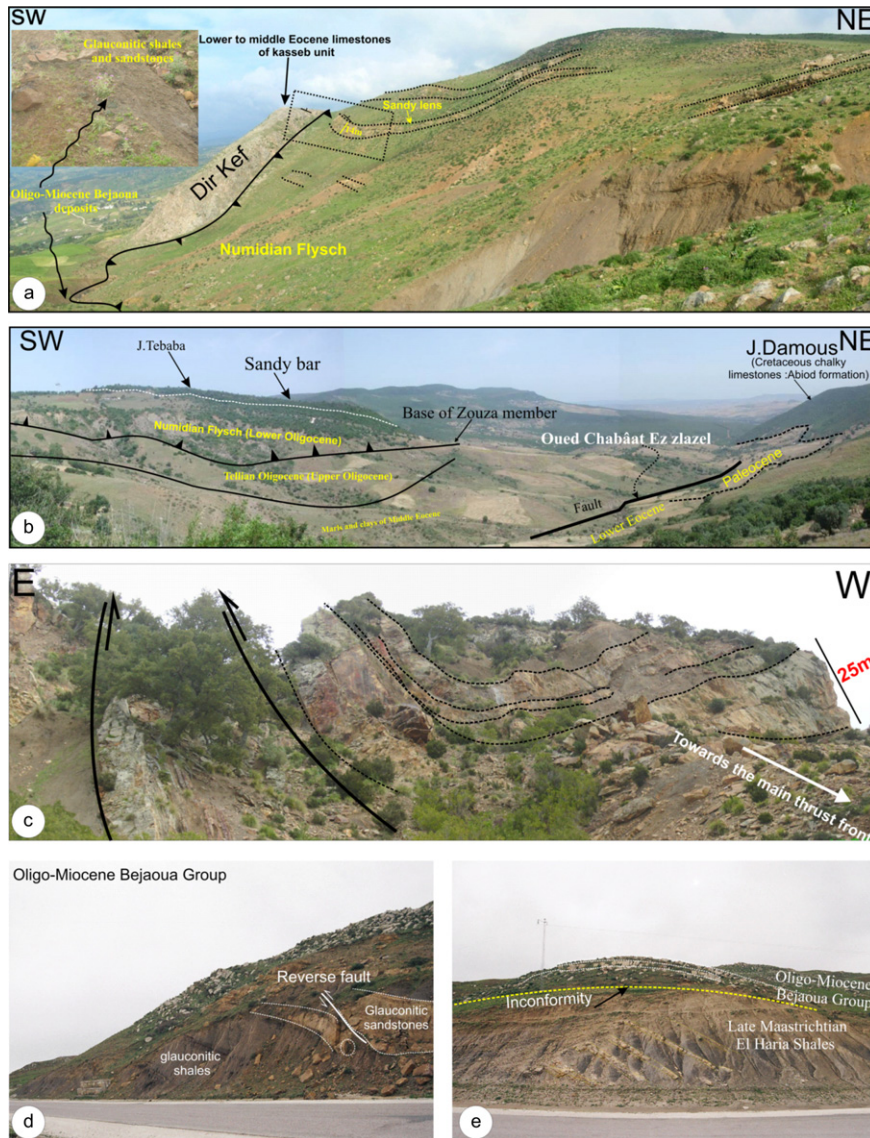 SW
NE
Glauconitic shales
and sandstones
Lower to middle Eocene limestones
of kasseb unit
Sandy lens
Dir Kef
Oligo-Miocene Bejaoua
deposite
Numidian Flysch
a
SW
NE
J.Tebaba
Sandy bar
J.Damous
(Cretaceous chalky
limestones :Abiod formation)
Base of Zouza member
Numidian Flysch (Lower Oligocene)
Oued Chabâat Ez zlazel
Tellian Oligocene (Upper Oligocene)
Paleocene
Fault
Lower Eocene
Marls and clays of Middle Eocene
b
E
W
25m
Towards the main thrust front
c
Oligo-Miocene Bejaoua Group
Reverse fault
Glauconitic
sandstones
glauconitic
shales
d
Oligo-Miocene
Bejaoua Group
Inconformity
Late Maastrichtian
El Haria Shales
e